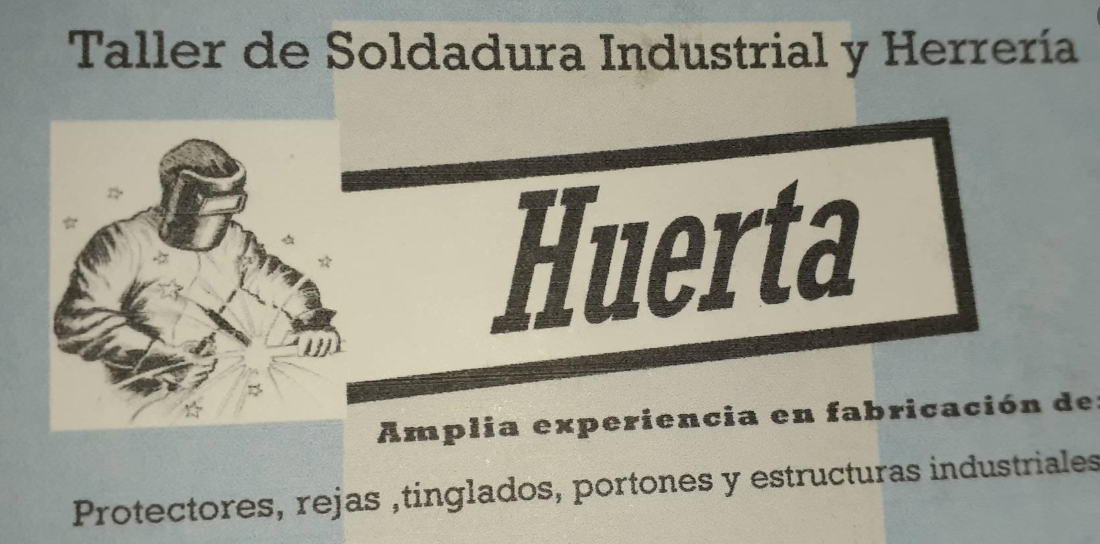 Taller de Soldadura Industrial y Herrería
Huerta
Amplia experiencia en fabricación de:
Protectores, rejas ,tinglados, portones y estructuras industriales